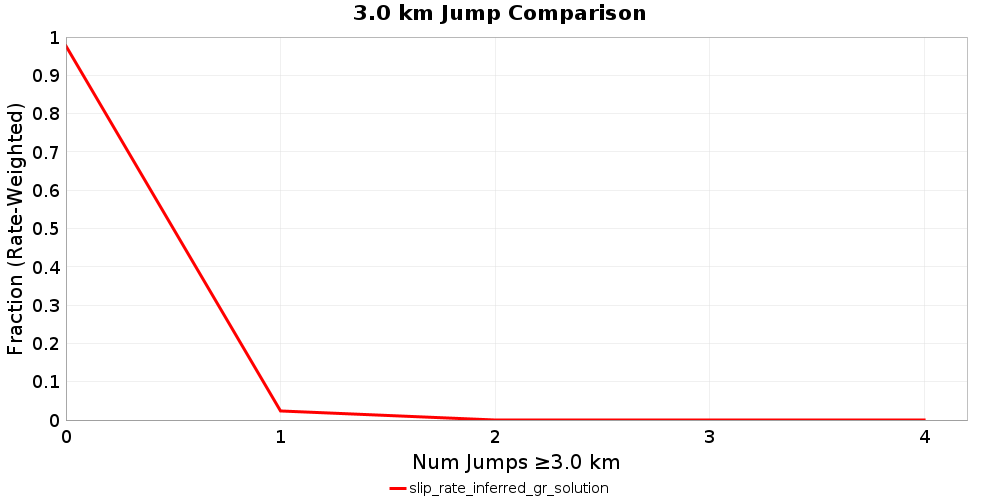 3.0 km Jump Comparison
Fraction (Rate-Weighted)
1
0.9
0.8
0.7
0.6
0.5
0.4
0.3
0.2
0.1
0
0 1 2 3 4
Num Jumps ≥3.0 km
slip_rate_inferred_gr_solution